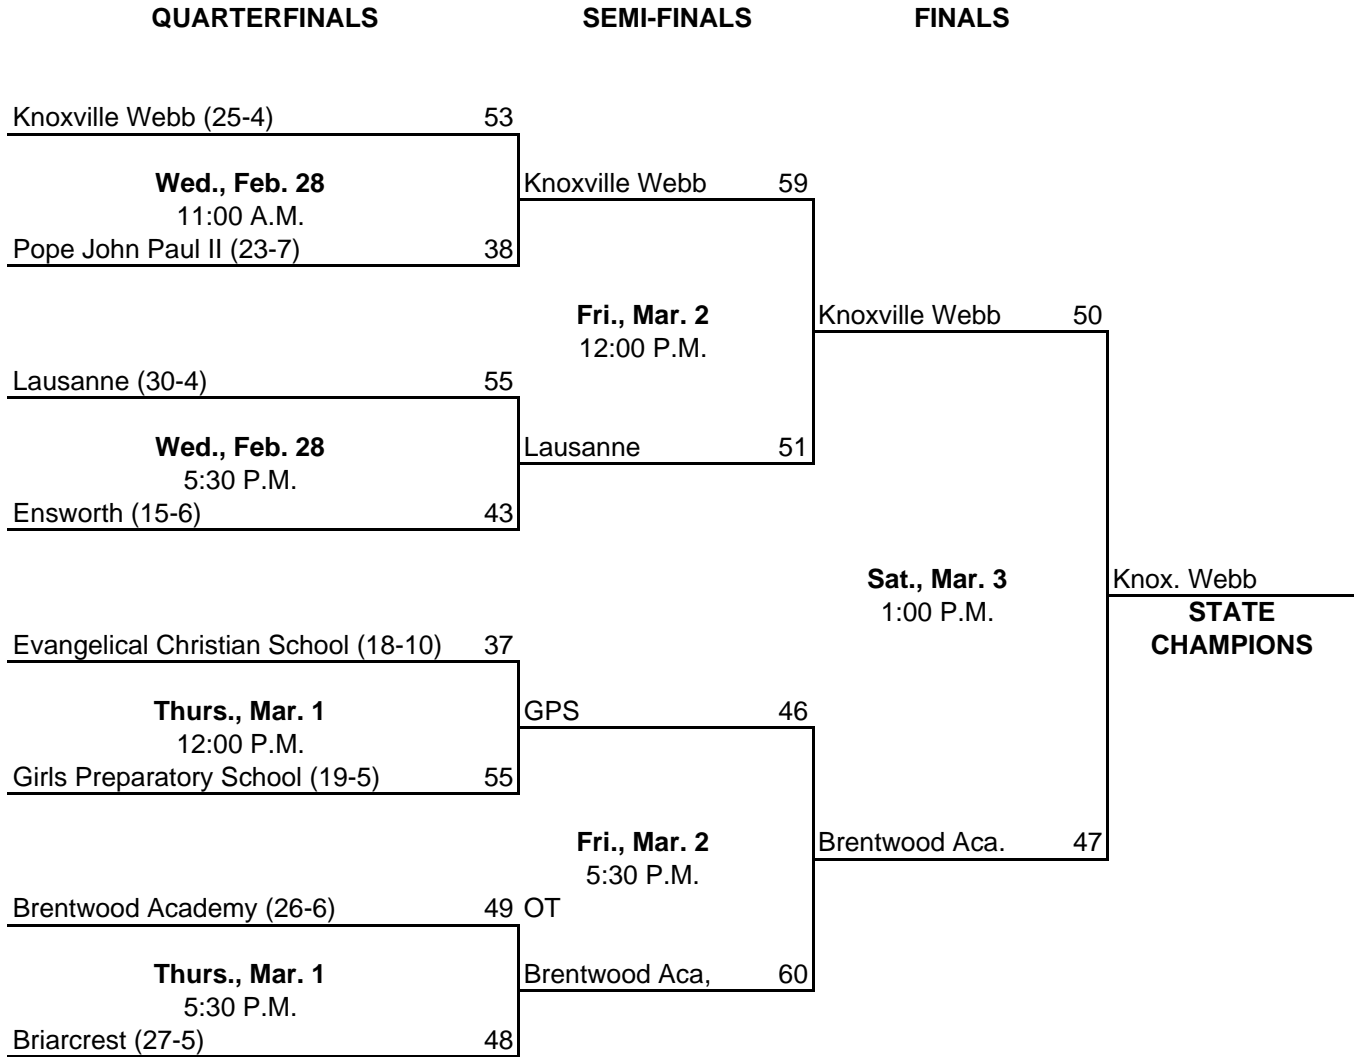 QUARTERFINALS SEMI-FINALS FINALS
Knoxville Webb (25-4) 53
Wed., Feb. 28 Knoxville Webb 59
11:00 A.M.
Pope John Paul II (23-7) 38
Fri., Mar. 2 Knoxville Webb 50
12:00 P.M.
Lausanne (30-4) 55
Wed., Feb. 28 Lausanne 51
5:30 P.M.
Ensworth (15-6) 43
Sat., Mar. 3 Knox. Webb
1:00 P.M. STATE
Evangelical Christian School (18-10) 37 CHAMPIONS
Thurs., Mar. 1 GPS 46
12:00 P.M.
Girls Preparatory School (19-5) 55
Fri., Mar. 2 Brentwood Aca. 47
5:30 P.M.
Brentwood Academy (26-6) 49 OT
Thurs., Mar. 1 Brentwood Aca, 60
5:30 P.M.
Briarcrest (27-5) 48